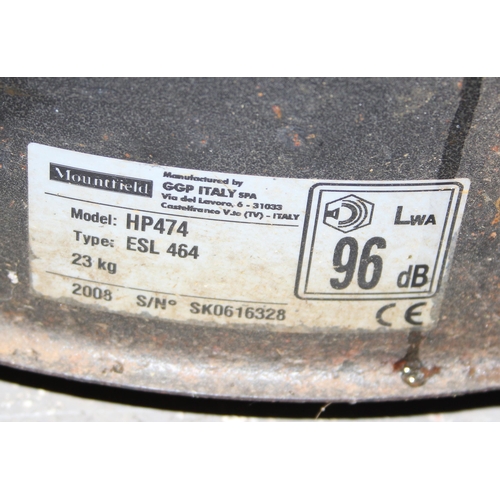 Mountfield
Manufactured by
GGP ITALY SPA
Via del Lavoro, 6 - 31033
Castelfranco V.to (TV) - ITALY
Model: HP474
Type: ESL 464
23 kg
2008 S/Nº SK0616328
LWA
96 dB
CE